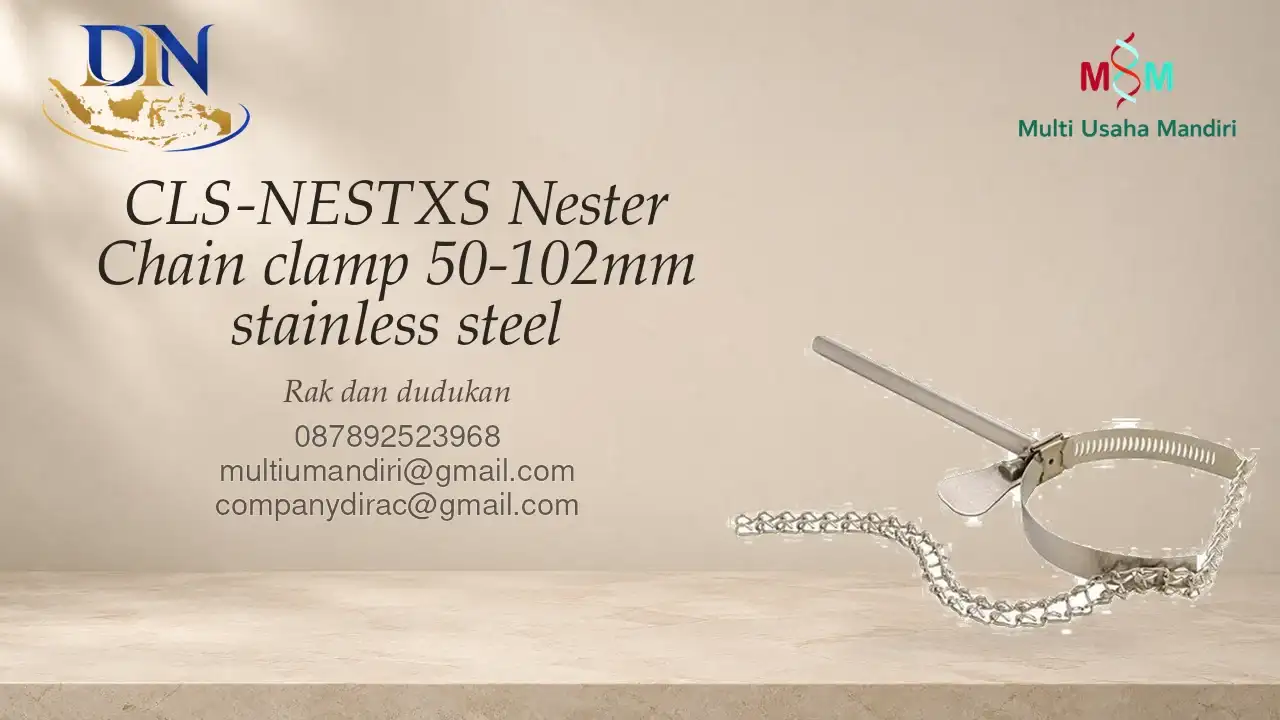 DN
M M
Multi Usaha Mandiri
CLS-NESTXS Nester
Chain clamp 50-102mm
stainless steel
Rak dan dudukan
087892523968
multiumandiri@gmail.com
companydirac@gmail.com